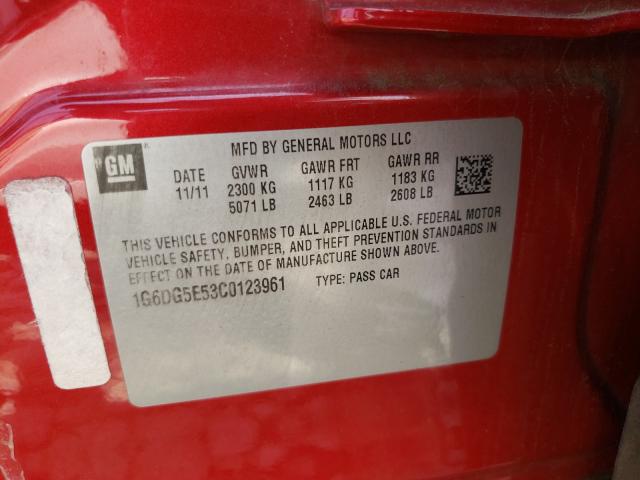 GM
MFD BY GENERAL MOTORS LLC
DATE GVWR GAWR FRT GAWR RR
11/11 2300 KG 1117 KG 1183 KG
5071 LB 2463 LB 2608 LB
THIS VEHICLE CONFORMS TO ALL APPLICABLE U.S. FEDERAL MOTOR
VEHICLE SAFETY, BUMPER, AND THEFT PREVENTION STANDARDS IN
EFFECT ON THE DATE OF MANUFACTURE SHOWN ABOVE.
1G6DG5E53C0123961 TYPE: PASS CAR